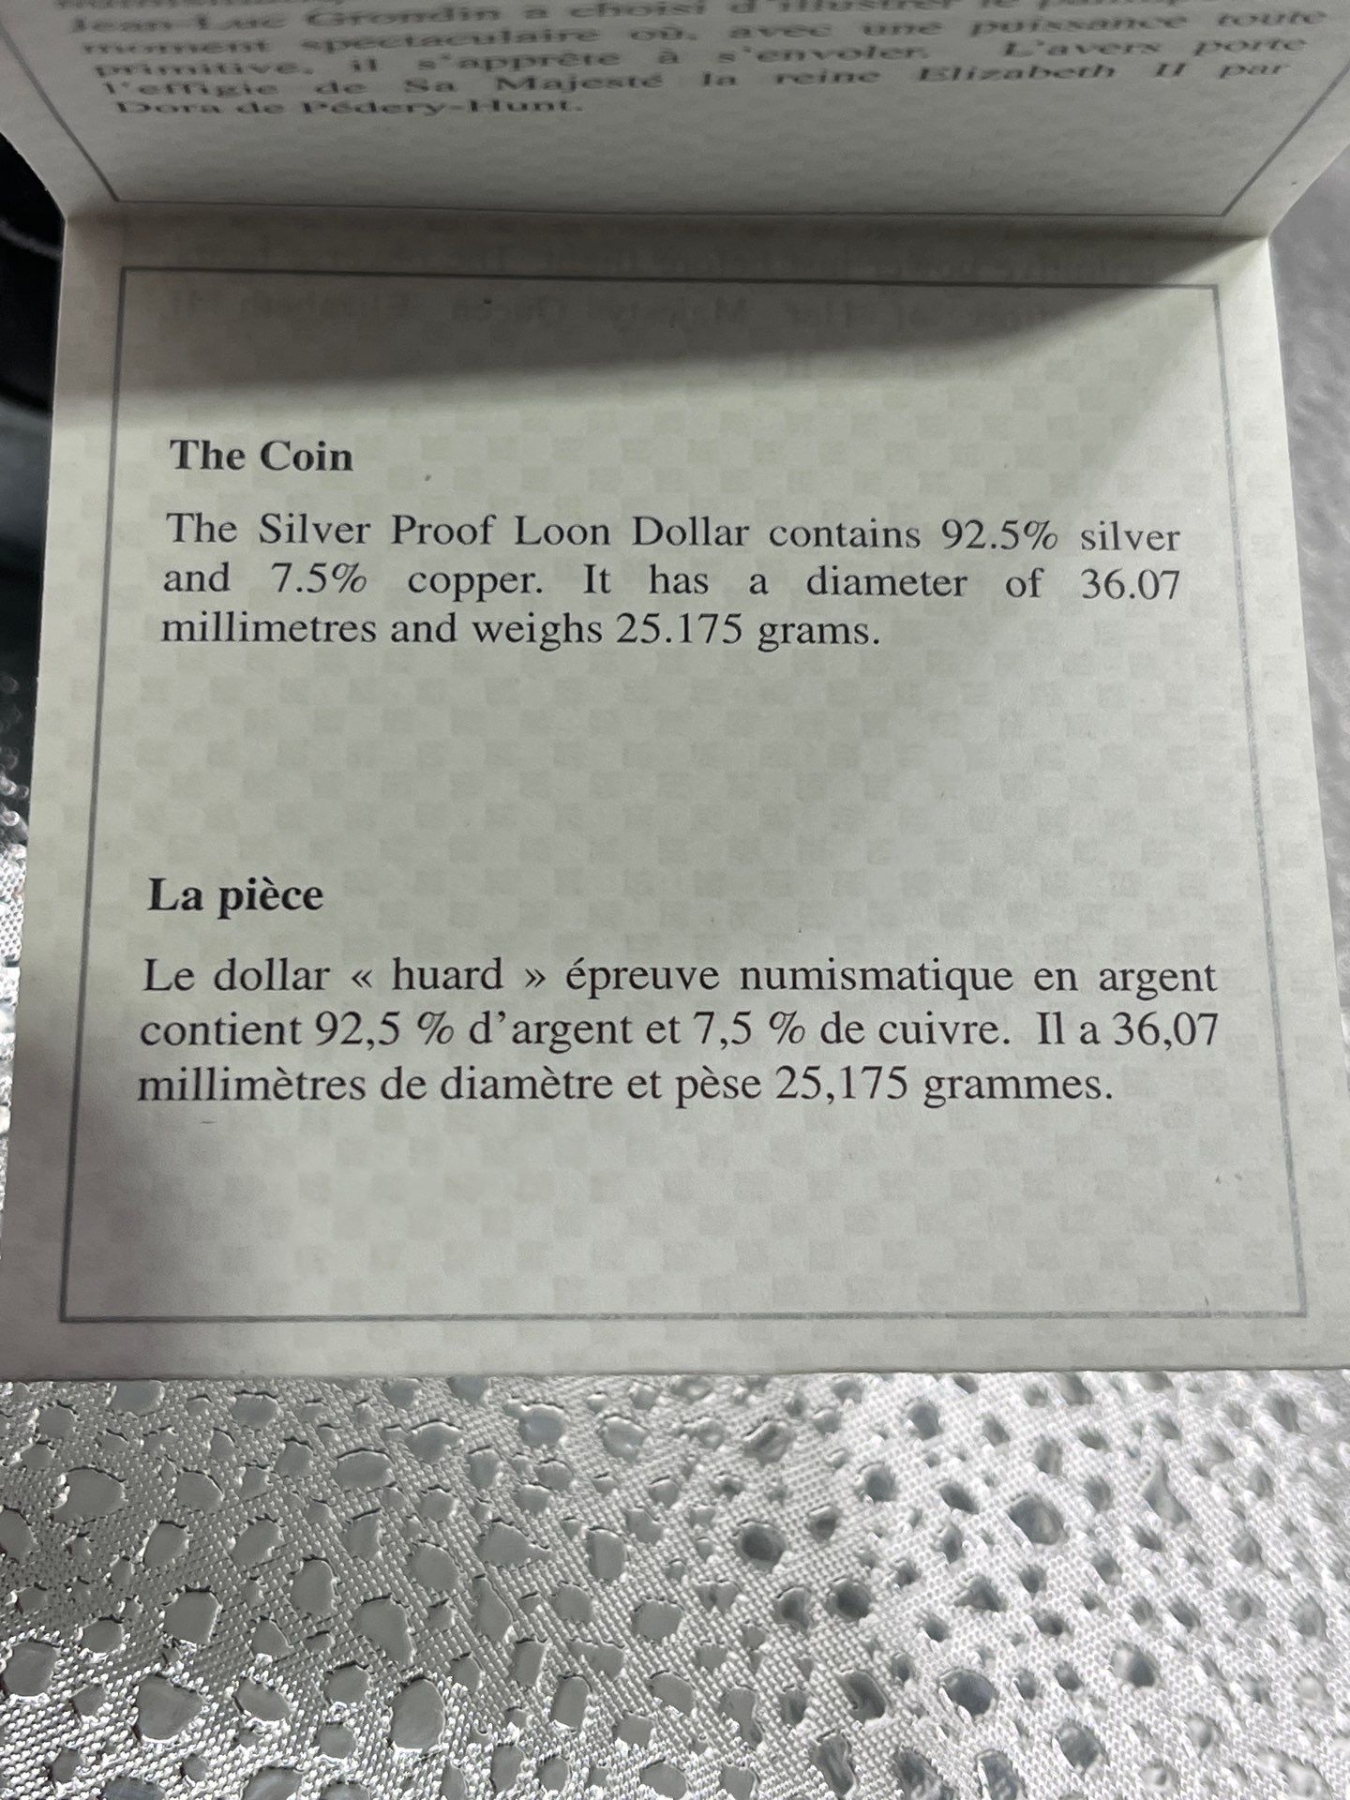 Jean-Luc Grondin a choisi d'illustrer le
moment spectaculaire où, avec une puissance toute
primitive, il s'apprête à s'envoler. L'avers porte
l'effigie de Sa Majesté la reine Elizabeth II par
Dora de Pédery-Hunt.
The Coin
The Silver Proof Loon Dollar contains 92.5% silver
and 7.5% copper. It has a diameter of 36.07
millimetres and weighs 25.175 grams.
La pièce
Le dollar « huard » épreuve numismatique en argent
contient 92,5 % d'argent et 7,5 % de cuivre. Il a 36,07
millimètres de diamètre et pèse 25,175 grammes.